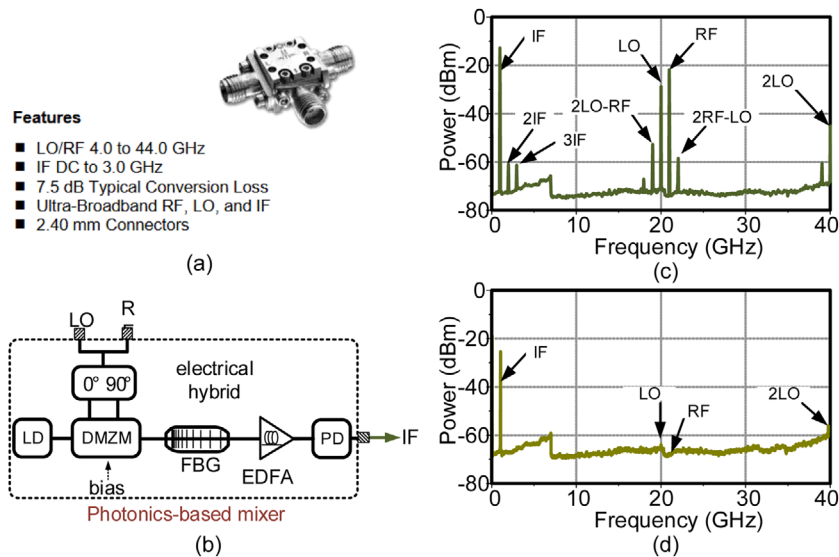 (a)
Features
■ LO/RF 4.0 to 44.0 GHz
■ IF DC to 3.0 GHz
■ 7.5 dB Typical Conversion Loss
■ Ultra-Broadband RF, LO, and IF
■ 2.40 mm Connectors
(a)
LO R
0° 90°
electrical
hybrid
LD
DMZM
FBG
EDFA
PD
IF
bias
Photonics-based mixer
(b)
Power (dBm)
0
-20
-40
-60
-80
IF
2IF
3IF
2LO-RF
LO
RF
2RF-LO
2LO
0 10 20 30 40
Frequency (GHz)
(c)
Power (dBm)
0
-20
-40
-60
-80
IF
LO
RF
2LO
0 10 20 30 40
Frequency (GHz)
(d)